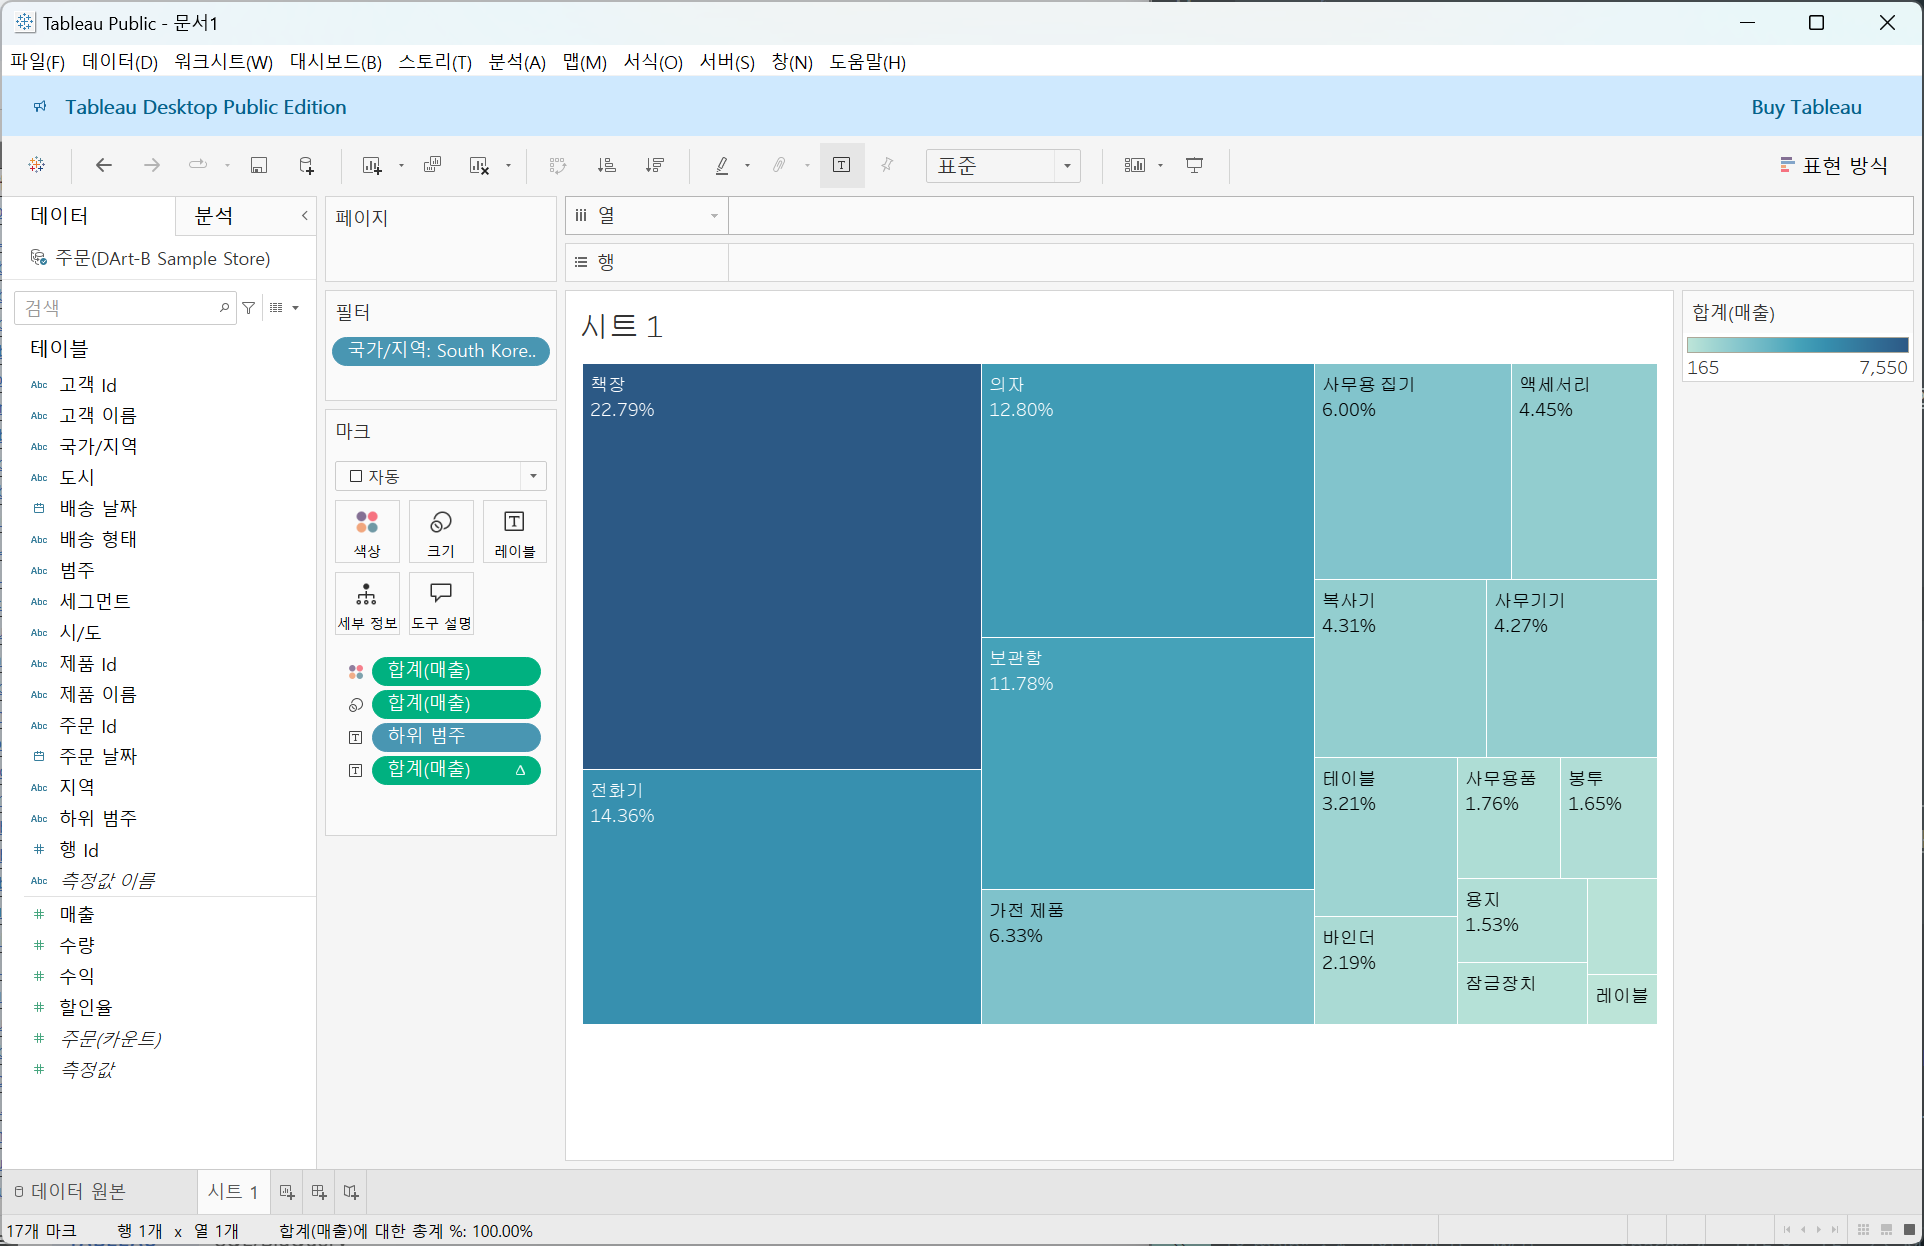 Tableau Public - 문서1
파일(F) 데이터(D) 워크시트(W) 대시보드(B) 스토리(T) 분석(A) 맵(M) 서식(O) 서버(S) 창(N) 도움말(H)
Tableau Desktop Public Edition
Buy Tableau
표준
표현 방식
데이터
분석
주문(DArt-B Sample Store)
검색
테이블
Abc 고객 Id
Abc 고객 이름
Abc 국가/지역
Abc 도시
배송 날짜
Abc 배송 형태
Abc 범주
Abc 세그먼트
Abc 시/도
Abc 제품 Id
Abc 제품 이름
Abc 주문 Id
주문 날짜
Abc 지역
Abc 하위 범주
# 행 Id
Abc 측정값 이름
# 매출
# 수량
# 수익
# 할인율
# 주문(카운트)
# 측정값
페이지
필터
국가/지역: South Kore..
마크
자동
색상
크기
레이블
세부 정보
도구 설명
합계(매출)
합계(매출)
하위 범주
합계(매출) Δ
열
행
시트 1
책장
22.79%
전화기
14.36%
의자
12.80%
보관함
11.78%
가전 제품
6.33%
사무용 집기
6.00%
액세서리
4.45%
복사기
4.31%
사무기기
4.27%
테이블
3.21%
바인더
2.19%
사무용품
1.76%
봉투
1.65%
용지
1.53%
잠금장치
레이블
합계(매출)
165 7,550
데이터 원본
시트 1
17개 마크 행 1개 x 열 1개 합계(매출)에 대한 총계 %: 100.00%